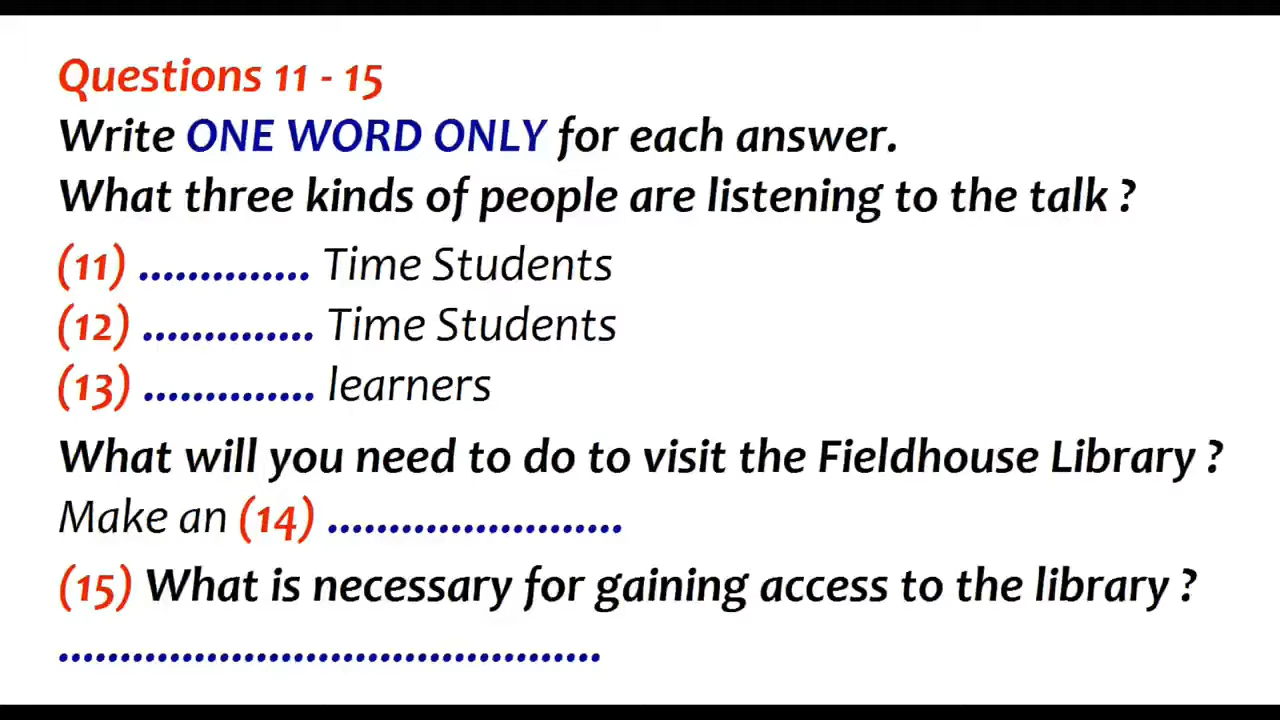 Questions 11 - 15
Write ONE WORD ONLY for each answer.
What three kinds of people are listening to the talk ?
(11) .............. Time Students
(12) .............. Time Students
(13) .............. learners
What will you need to do to visit the Fieldhouse Library ?
Make an (14) ........................
(15) What is necessary for gaining access to the library ?
............................................